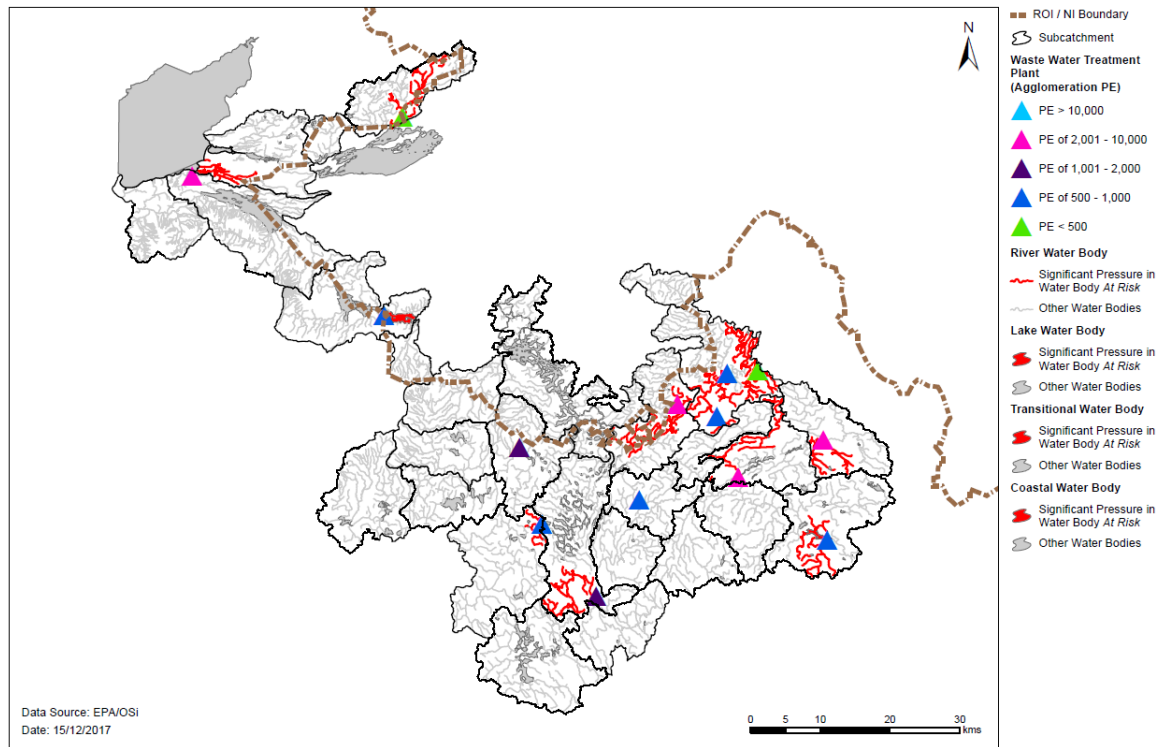 N
ROI / NI Boundary
Subcatchment
Waste Water Treatment
Plant
(Agglomeration PE)
PE > 10,000
PE of 2,001 - 10,000
PE of 1,001 - 2,000
PE of 500 - 1,000
PE < 500
River Water Body
Significant Pressure in
Water Body At Risk
Other Water Bodies
Lake Water Body
Significant Pressure in
Water Body At Risk
Other Water Bodies
Transitional Water Body
Significant Pressure in
Water Body At Risk
Other Water Bodies
Coastal Water Body
Significant Pressure in
Water Body At Risk
Other Water Bodies
Data Source: EPA/OSi
Date: 15/12/2017
0 5 10 20 30
kms